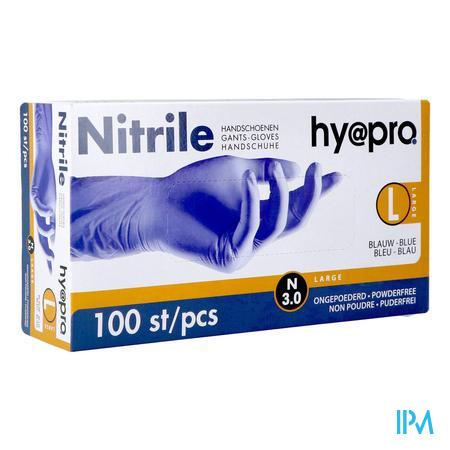 Nitrile
HANDSCHOENEN
GANTS - GLOVES
HANDSCHUHE
hy@pro
L
LARGE
BLAUW - BLUE
BLEU - BLAU
N
3.0
LARGE
ONGEPOEDERD • POWDERFREE
NON POUDRE • PUDERFREI
100 st/pcs
100 st/pcs
Nitrile
hy@pro
L
LARGE
IPM